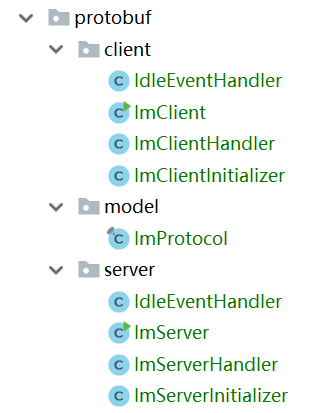 protobuf
client
IdleEventHandler
ImClient
ImClientHandler
ImClientInitializer
model
ImProtocol
server
IdleEventHandler
ImServer
ImServerHandler
ImServerInitializer